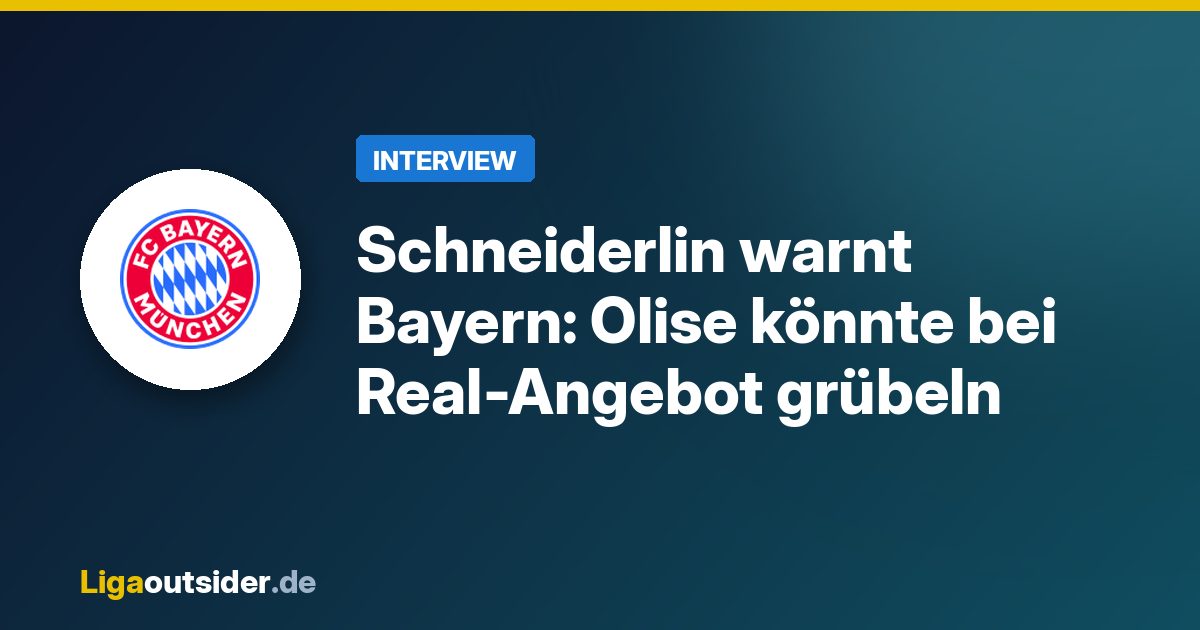 FC BAYERN
MÜNCHEN
INTERVIEW
Schneiderlin warnt
Bayern: Olise könnte bei
Real-Angebot grübeln
Ligaoutsider.de